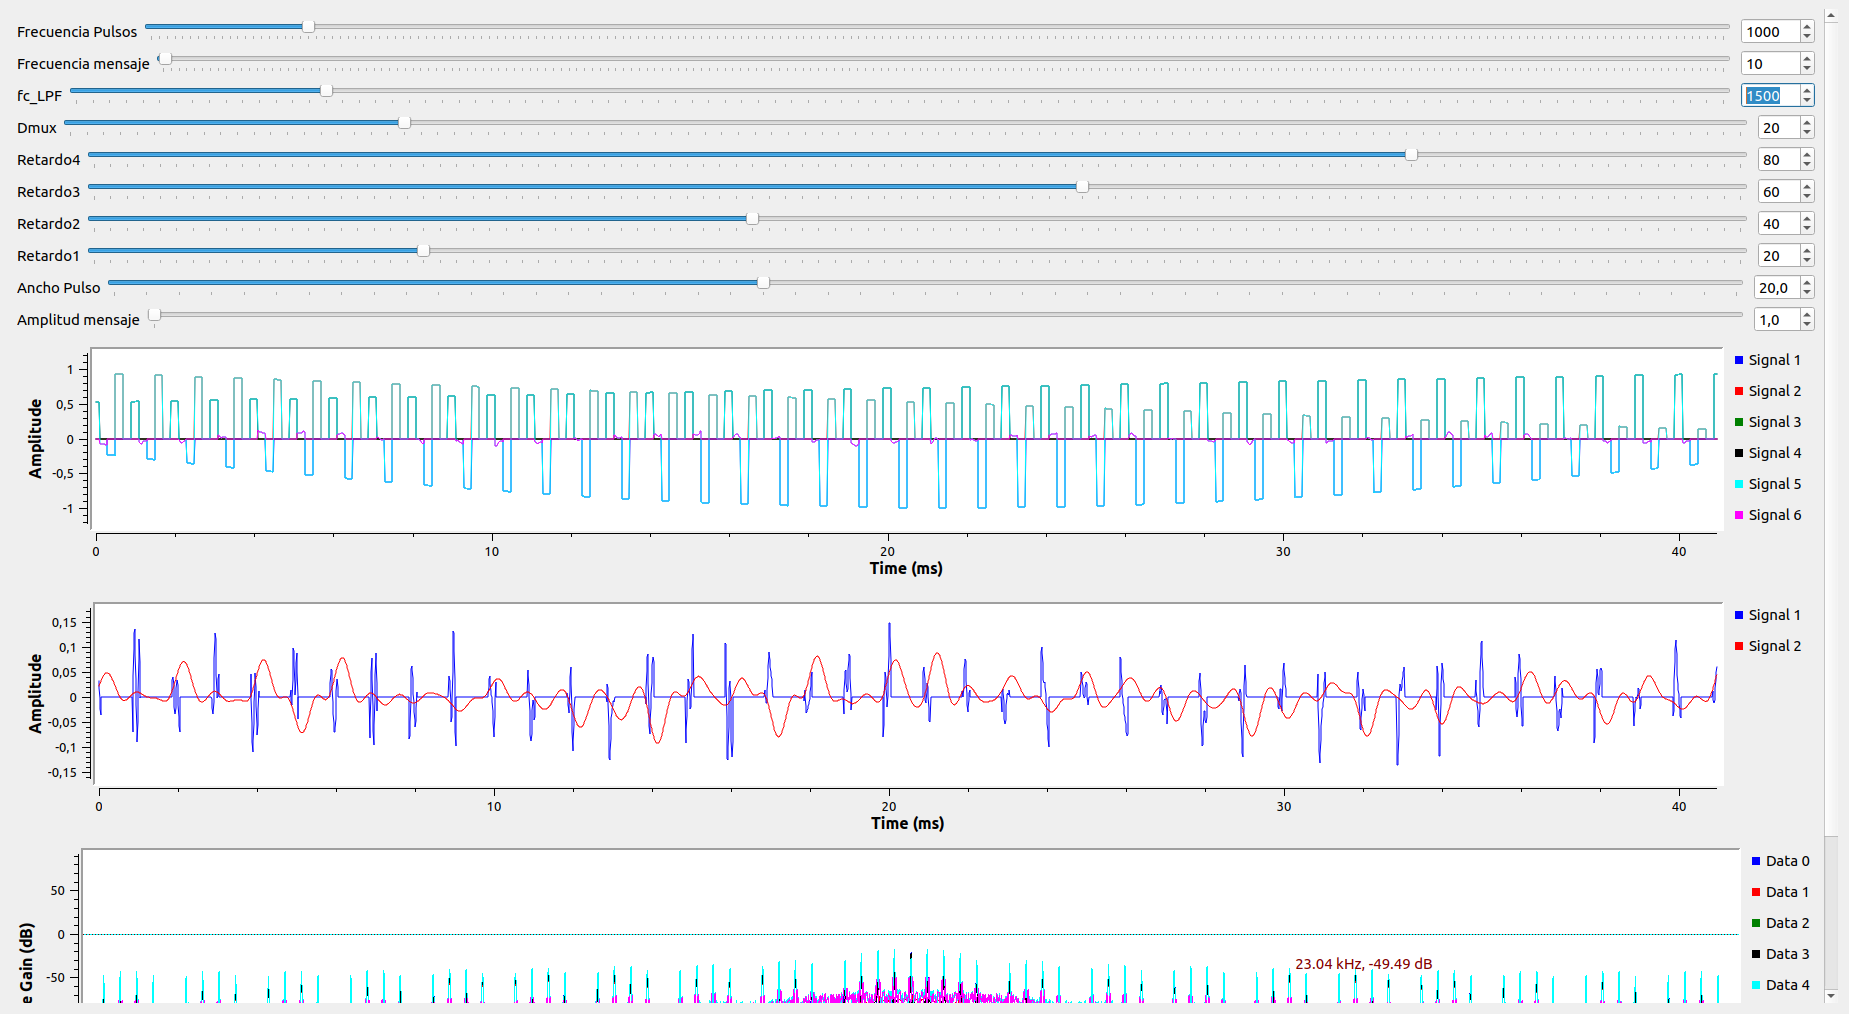 Frecuencia Pulsos 1000
Frecuencia mensaje 10
fc_LPF 1500
Dmux 20
Retardo4 80
Retardo3 60
Retardo2 40
Retardo1 20
Ancho Pulso 20,0
Amplitud mensaje 1,0
Amplitude
1
0,5
0
-0,5
-1
0 10 20 30 40
Time (ms)
Signal 1
Signal 2
Signal 3
Signal 4
Signal 5
Signal 6
Amplitude
0,15
0,1
0,05
0
-0,05
-0,1
-0,15
0 10 20 30 40
Time (ms)
Signal 1
Signal 2
e Gain (dB)
50
0
-50
23.04 kHz, -49.49 dB
Data 0
Data 1
Data 2
Data 3
Data 4